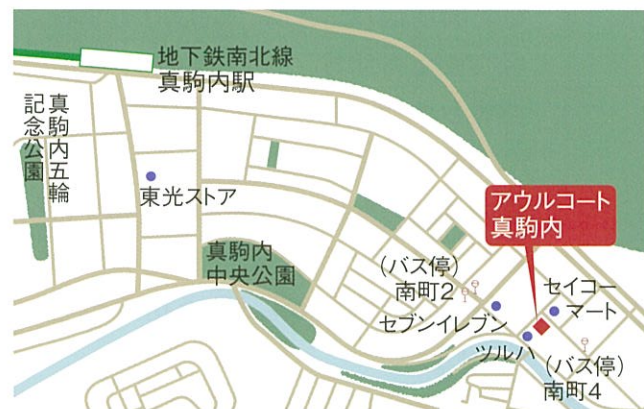 地下鉄南北線
真駒内駅
真駒内五輪
記念公園
東光ストア
アウルコート
真駒内
真駒内
中央公園
(バス停)
南町2
セイコー
マート
セブンイレブン
ツルハ
(バス停)
南町4